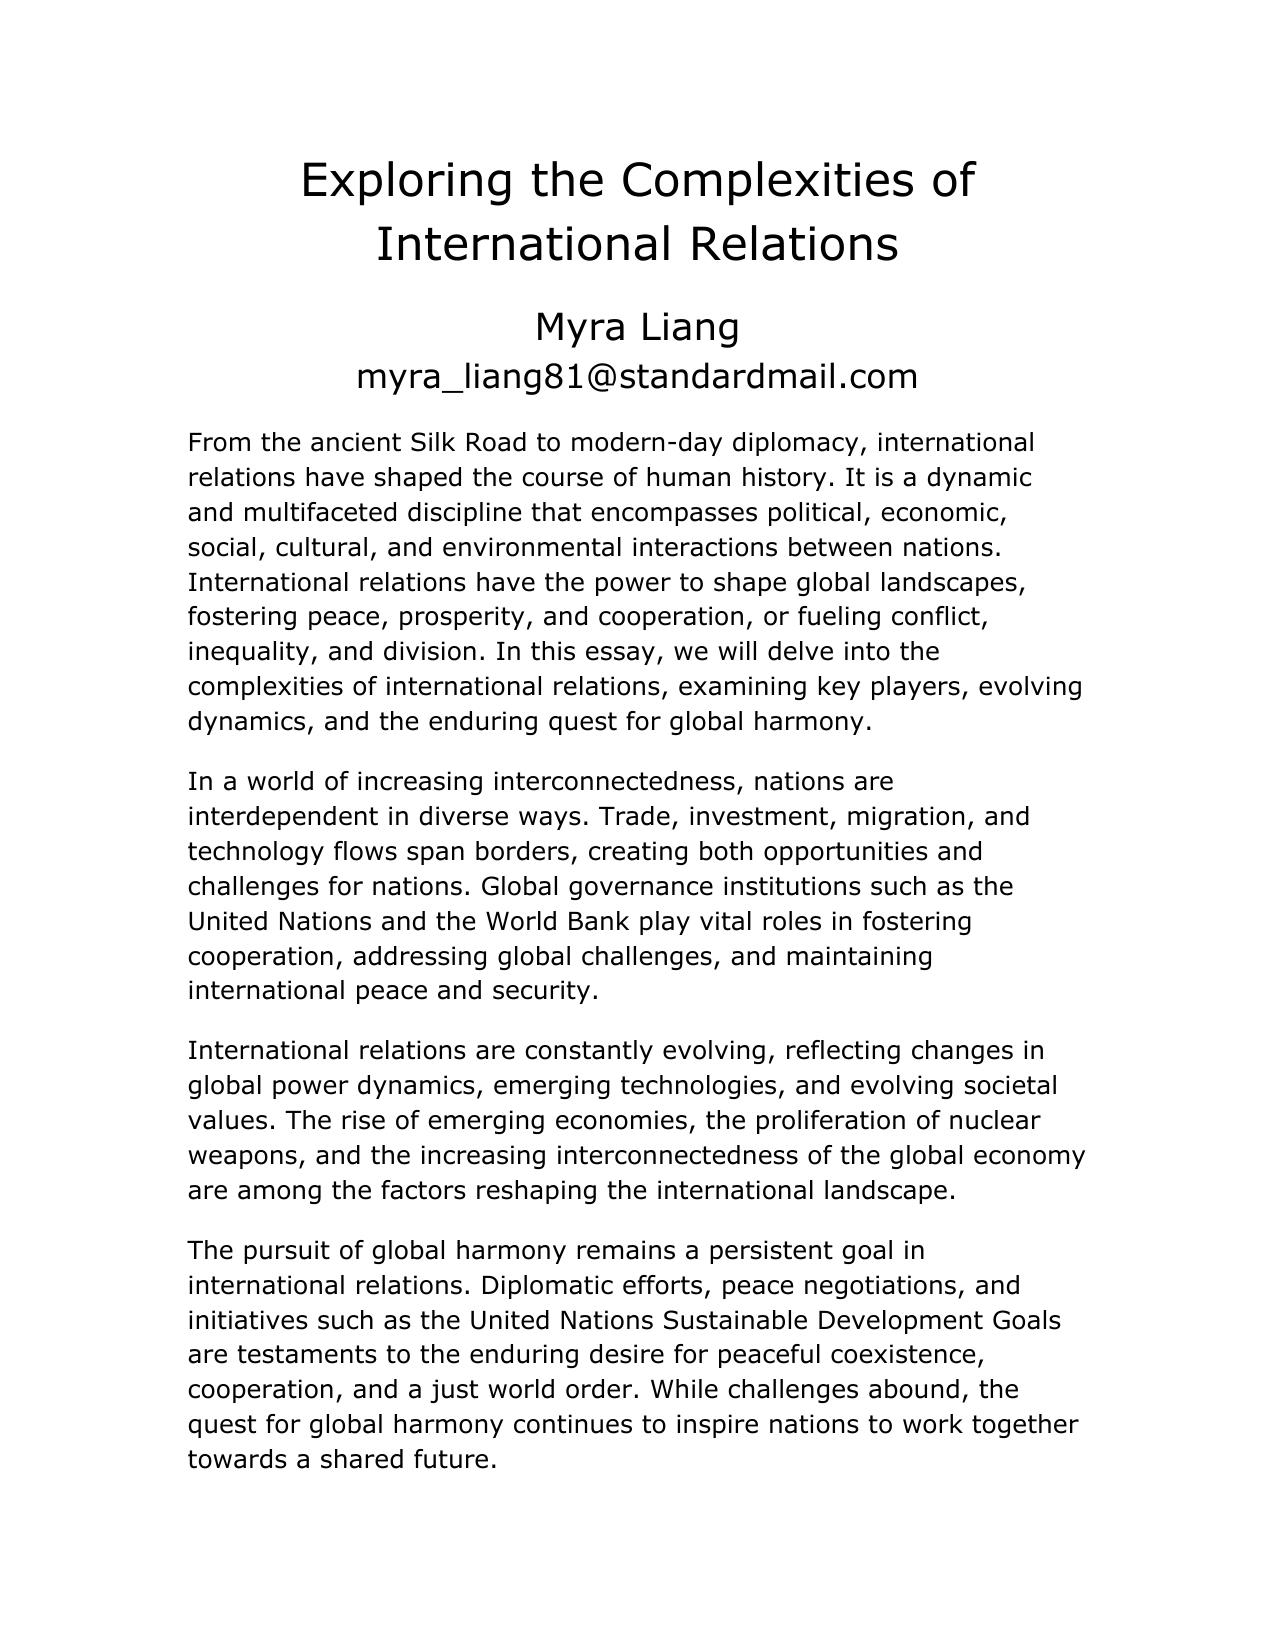 Exploring the Complexities of
International Relations
Myra Liang
myra_liang81@standardmail.com
From the ancient Silk Road to modern-day diplomacy, international
relations have shaped the course of human history. It is a dynamic
and multifaceted discipline that encompasses political, economic,
social, cultural, and environmental interactions between nations.
International relations have the power to shape global landscapes,
fostering peace, prosperity, and cooperation, or fueling conflict,
inequality, and division. In this essay, we will delve into the
complexities of international relations, examining key players, evolving
dynamics, and the enduring quest for global harmony.
In a world of increasing interconnectedness, nations are
interdependent in diverse ways. Trade, investment, migration, and
technology flows span borders, creating both opportunities and
challenges for nations. Global governance institutions such as the
United Nations and the World Bank play vital roles in fostering
cooperation, addressing global challenges, and maintaining
international peace and security.
International relations are constantly evolving, reflecting changes in
global power dynamics, emerging technologies, and evolving societal
values. The rise of emerging economies, the proliferation of nuclear
weapons, and the increasing interconnectedness of the global economy
are among the factors reshaping the international landscape.
The pursuit of global harmony remains a persistent goal in
international relations. Diplomatic efforts, peace negotiations, and
initiatives such as the United Nations Sustainable Development Goals
are testaments to the enduring desire for peaceful coexistence,
cooperation, and a just world order. While challenges abound, the
quest for global harmony continues to inspire nations to work together
towards a shared future.